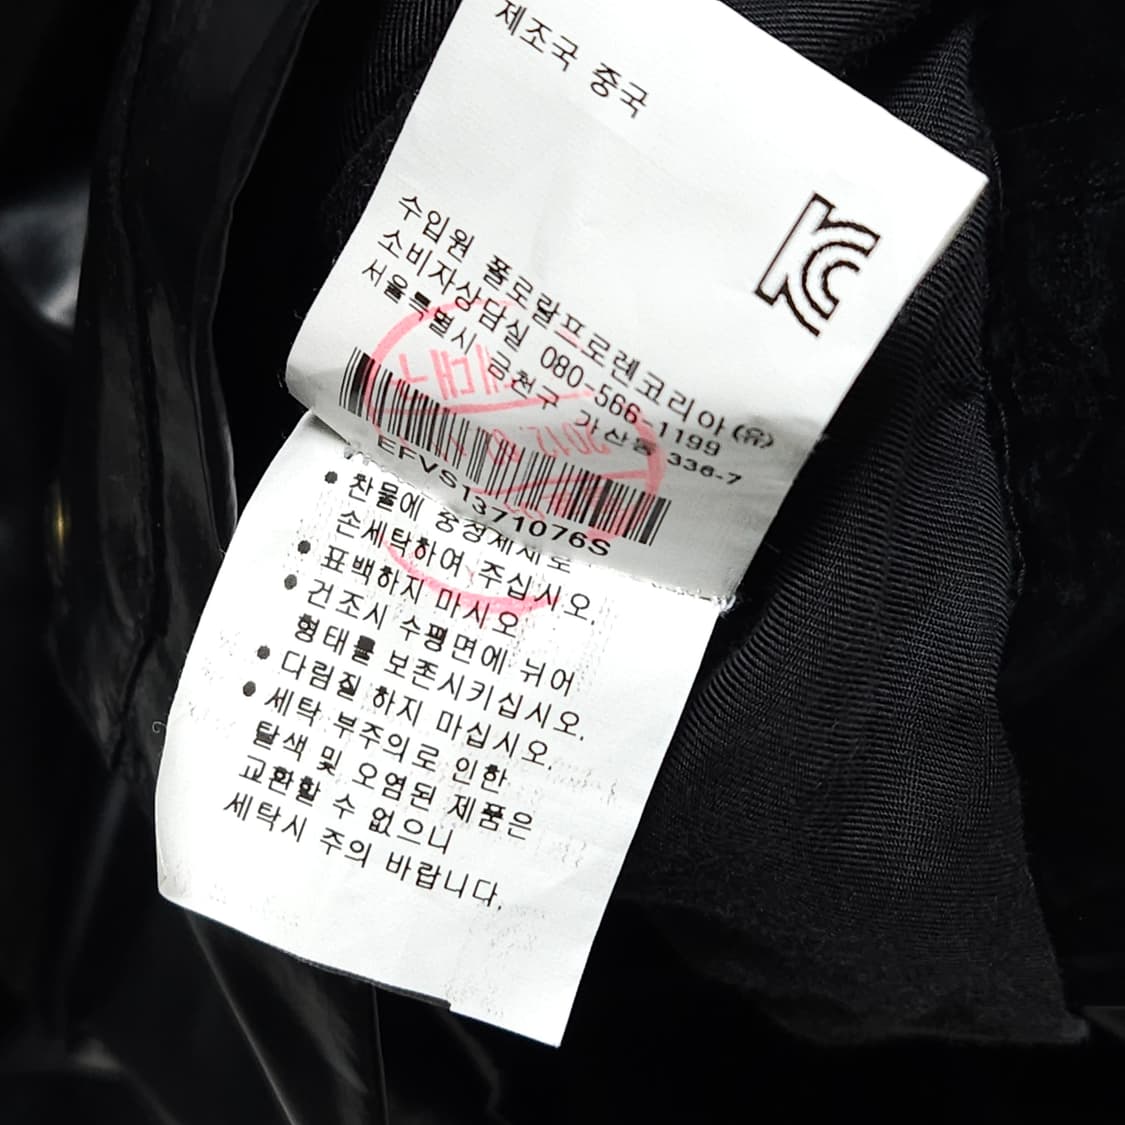 제조국 중국
KC
수입원 폼로람프로렌코리아(유)
소비자상담실 080-566-1199
서울특별시 금천구 가산동 336-7
EFVS1371076S
찬물에 중성세제로
손세탁하여 주십시오.
표백하지 마시오
건조시 수평면에 뉘어
형태를 보존시키십시오.
다림질 하지 마십시오.
세탁 부주의로 인한
탈색 및 오염된 제품은
교환할 수 없으니
세탁시 주의 바랍니다.